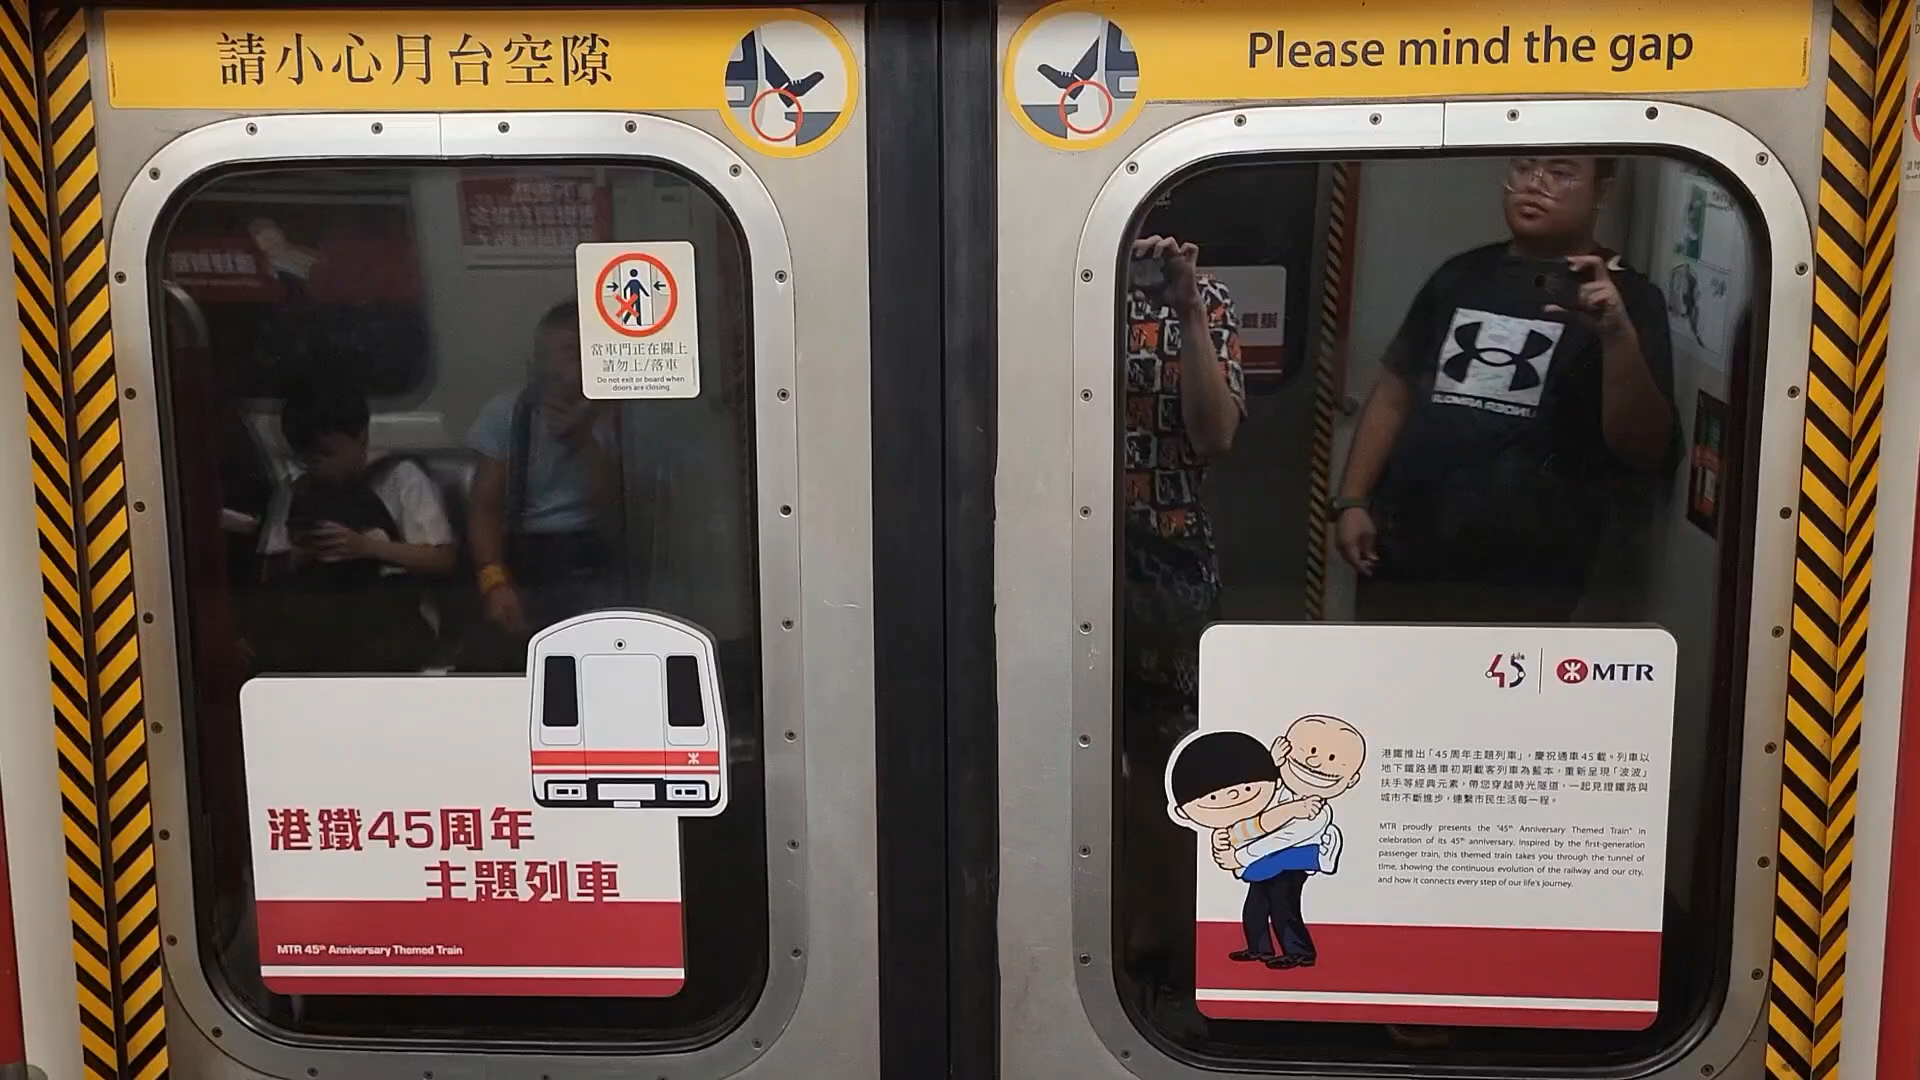 請小心月台空隙
Please mind the gap
當車門正在關上
請勿上/落車
Do not exit or board when
doors are closing
港鐵45周年
主題列車
MTR 45th Anniversary Themed Train
45
MTR
港鐵推出「45周年主題列車」，慶祝通車45載。列車以
地下鐵路通車初期載客列車為藍本，重新呈現「波波」
扶手等經典元素，帶您穿越時光隧道，一起見證鐵路與
城市不斷進步，連繫市民生活每一程。
MTR proudly presents the "45th Anniversary Themed Train" in
celebration of its 45th anniversary. Inspired by the first-generation
passenger train, this themed train takes you through the tunnel of
time, showing the continuous evolution of the railway and our city,
and how it connects every step of our life's journey.
UNDER ARMOUR